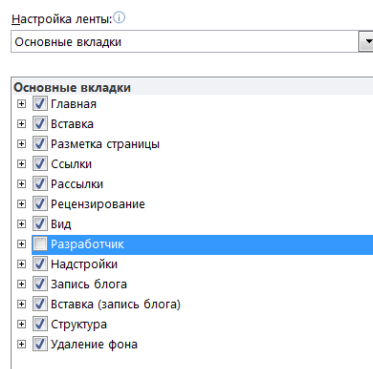 Настройка ленты:
Основные вкладки
Основные вкладки
Главная
Вставка
Разметка страницы
Ссылки
Рассылки
Рецензирование
Вид
Разработчик
Надстройки
Запись блога
Вставка (запись блога)
Структура
Удаление фона